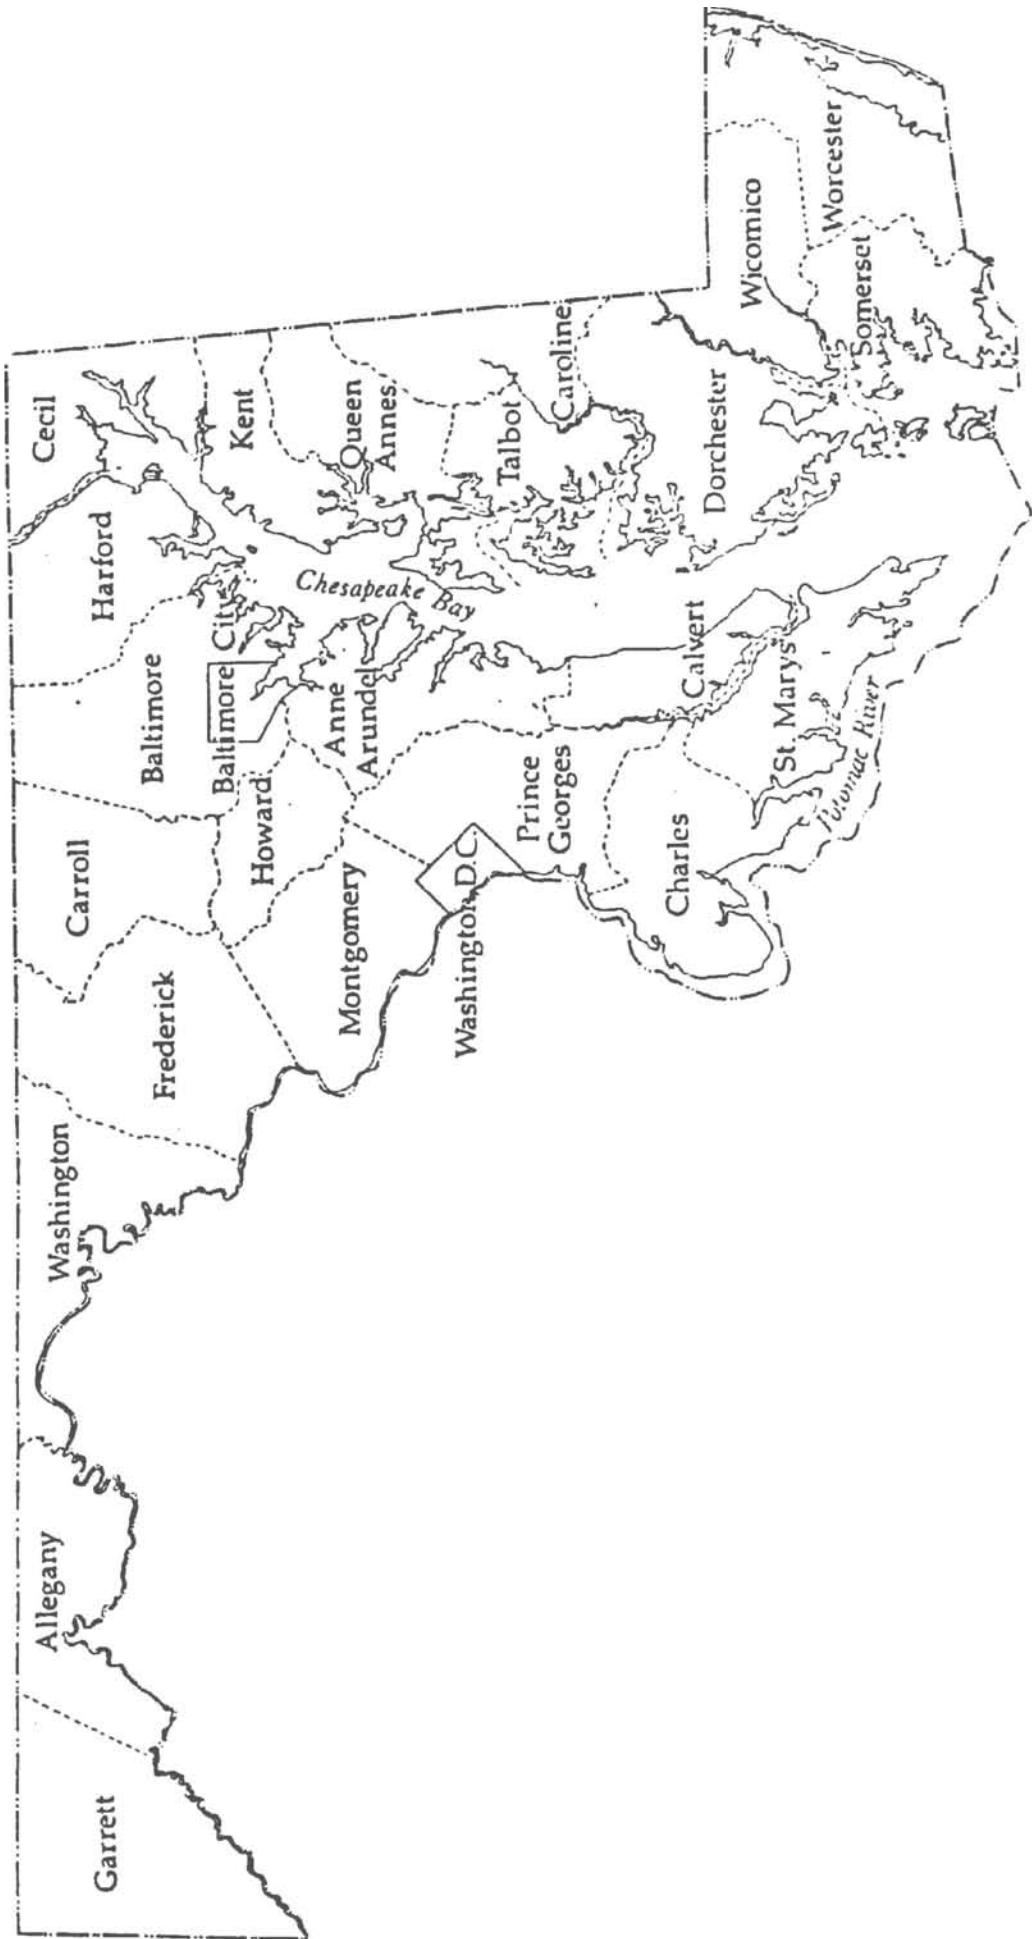 Garrett
Allegany
Washington
Frederick
Carroll
Baltimore
Harford
Cecil
Baltimore City
Howard
Montgomery
Washington, D.C.
Anne
Arundel
Prince
Georges
Charles
Calvert
St. Marys
Potomac River
Chesapeake Bay
Kent
Queen
Annes
Talbot
Caroline
Dorchester
Wicomico
Worcester
Somerset